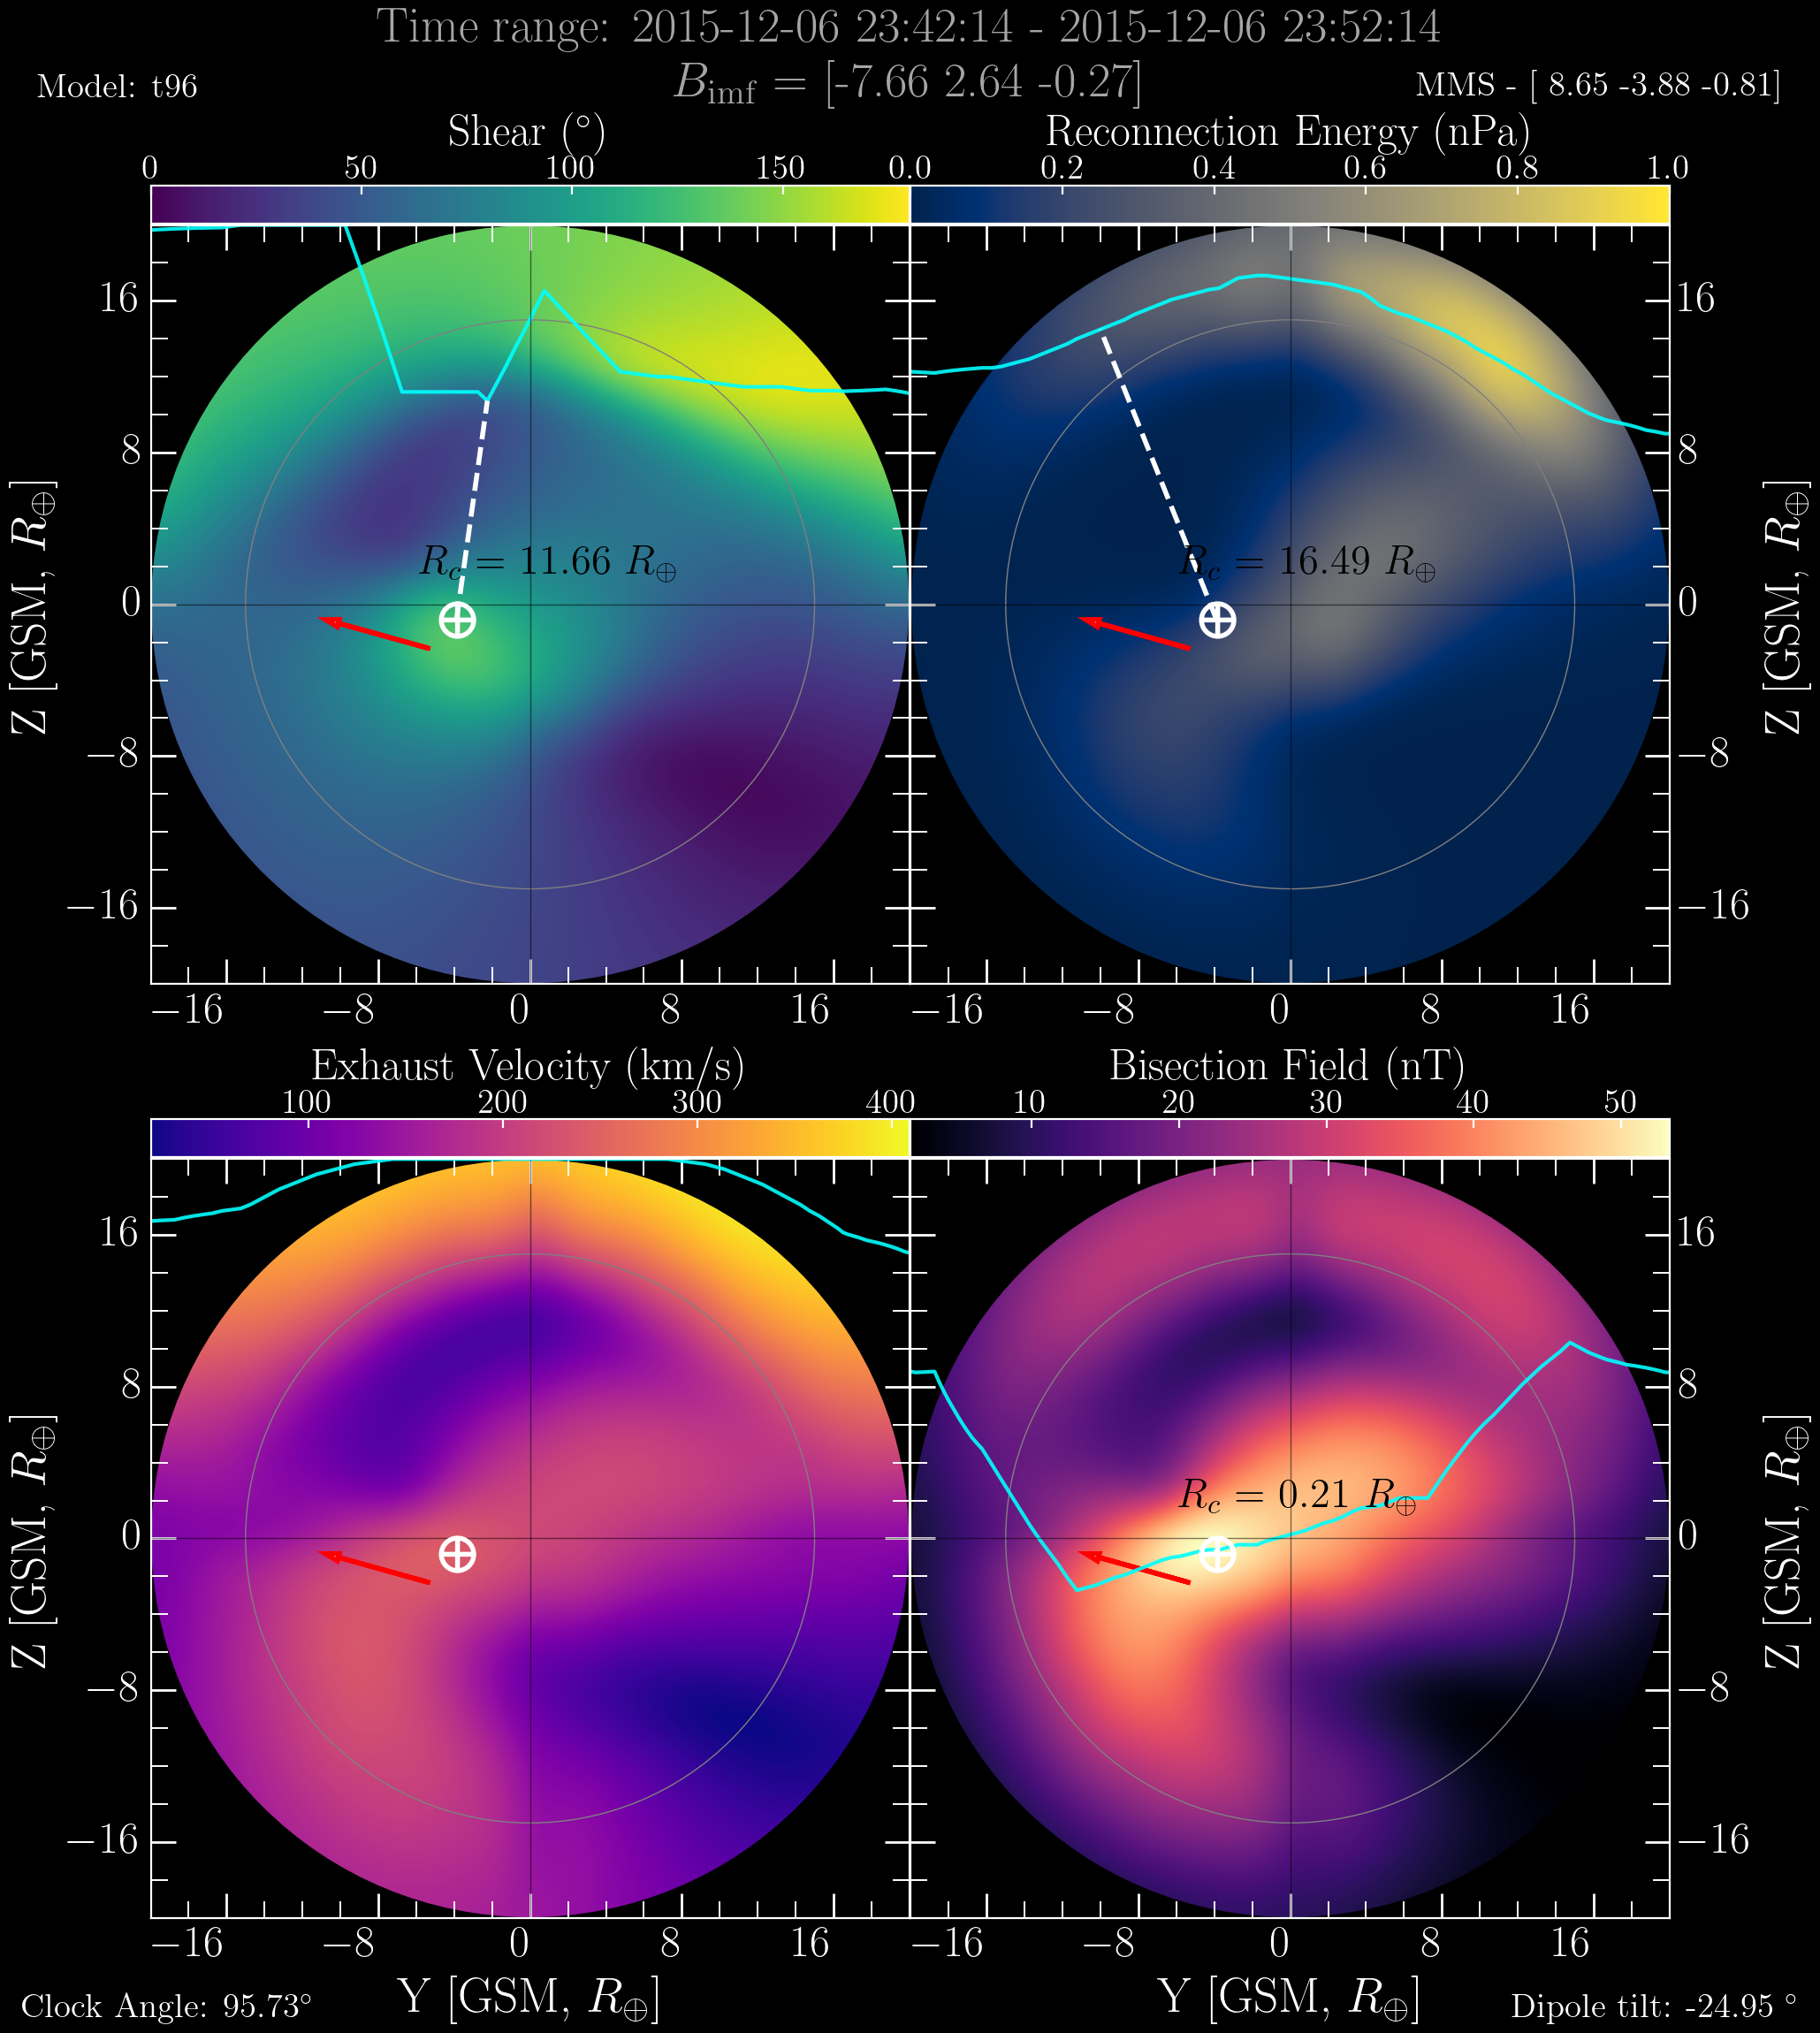 Time range: 2015-12-06 23:42:14 - 2015-12-06 23:52:14
Model: t96
B_imf = [-7.66 2.64 -0.27]
MMS - [ 8.65 -3.88 -0.81]
Shear (°)
Reconnection Energy (nPa)
0 50 100 150
0.0 0.2 0.4 0.6 0.8 1.0
16 8 0 −8 −16
Z [GSM, R⊕]
R_c = 11.66 R⊕
R_c = 16.49 R⊕
16 8 0 −8 −16
Z [GSM, R⊕]
−16 −8 0 8 16
−16 −8 0 8 16
Exhaust Velocity (km/s)
Bisection Field (nT)
100 200 300 400
10 20 30 40 50
16 8 0 −8 −16
Z [GSM, R⊕]
R_c = 0.21 R⊕
16 8 0 −8 −16
Z [GSM, R⊕]
−16 −8 0 8 16
−16 −8 0 8 16
Y [GSM, R⊕]
Y [GSM, R⊕]
Clock Angle: 95.73°
Dipole tilt: -24.95 °